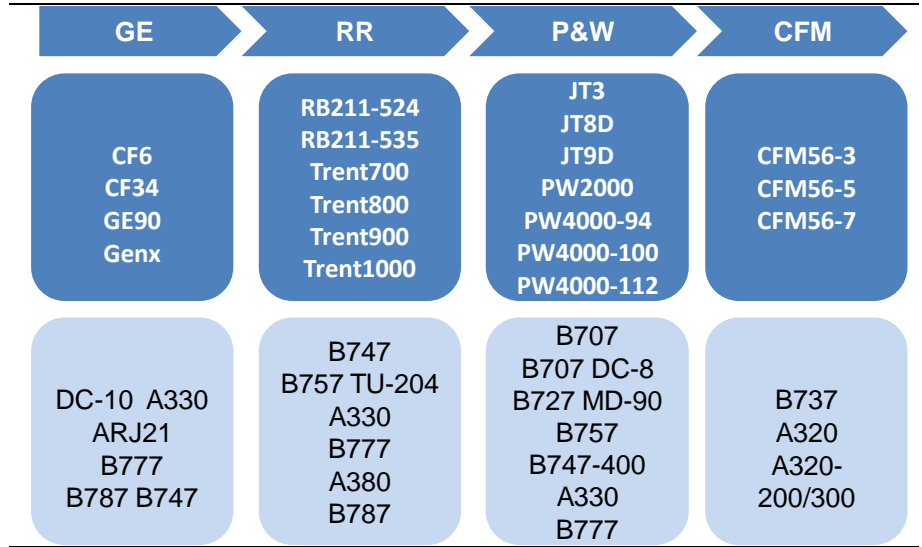 GE
RR
P&W
CFM
CF6
CF34
GE90
Genx
RB211-524
RB211-535
Trent700
Trent800
Trent900
Trent1000
JT3
JT8D
JT9D
PW2000
PW4000-94
PW4000-100
PW4000-112
CFM56-3
CFM56-5
CFM56-7
DC-10 A330
ARJ21
B777
B787 B747
B747
B757 TU-204
A330
B777
A380
B787
B707
B707 DC-8
B727 MD-90
B757
B747-400
A330
B777
B737
A320
A320-
200/300